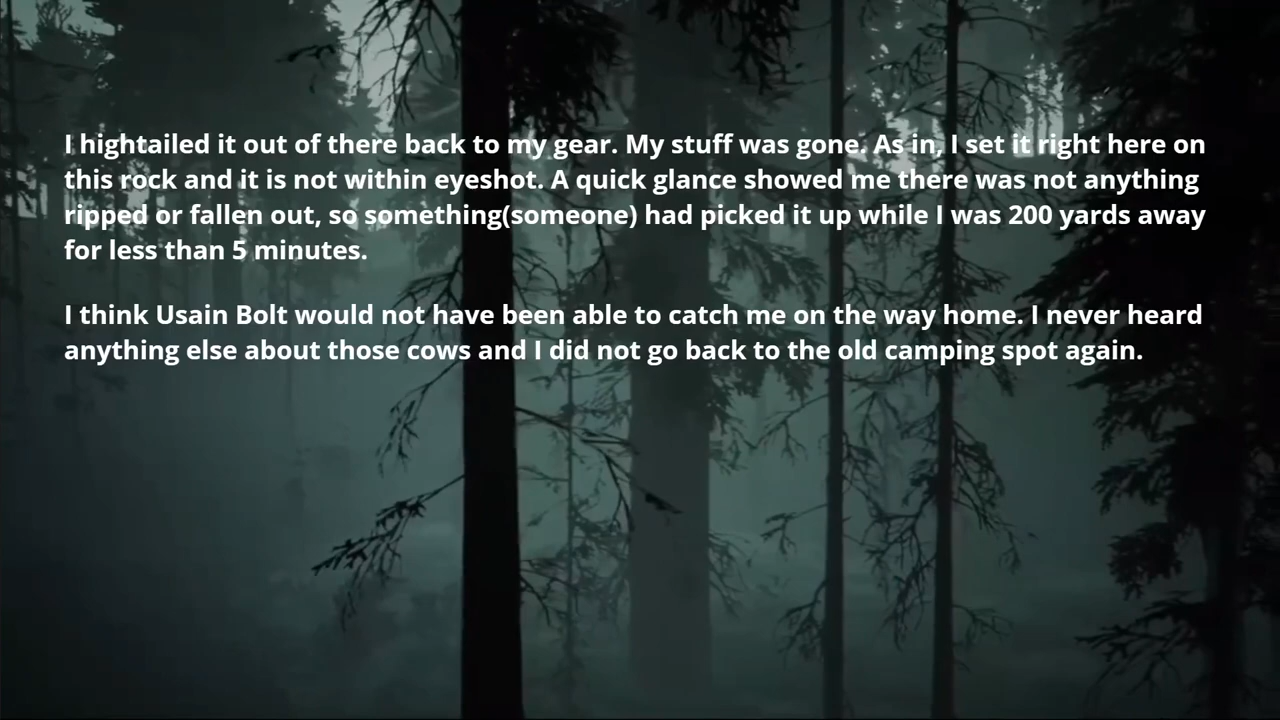 I hightailed it out of there back to my gear. My stuff was gone. As in, I set it right here on
this rock and it is not within eyeshot. A quick glance showed me there was not anything
ripped or fallen out, so something(someone) had picked it up while I was 200 yards away
for less than 5 minutes.
I think Usain Bolt would not have been able to catch me on the way home. I never heard
anything else about those cows and I did not go back to the old camping spot again.